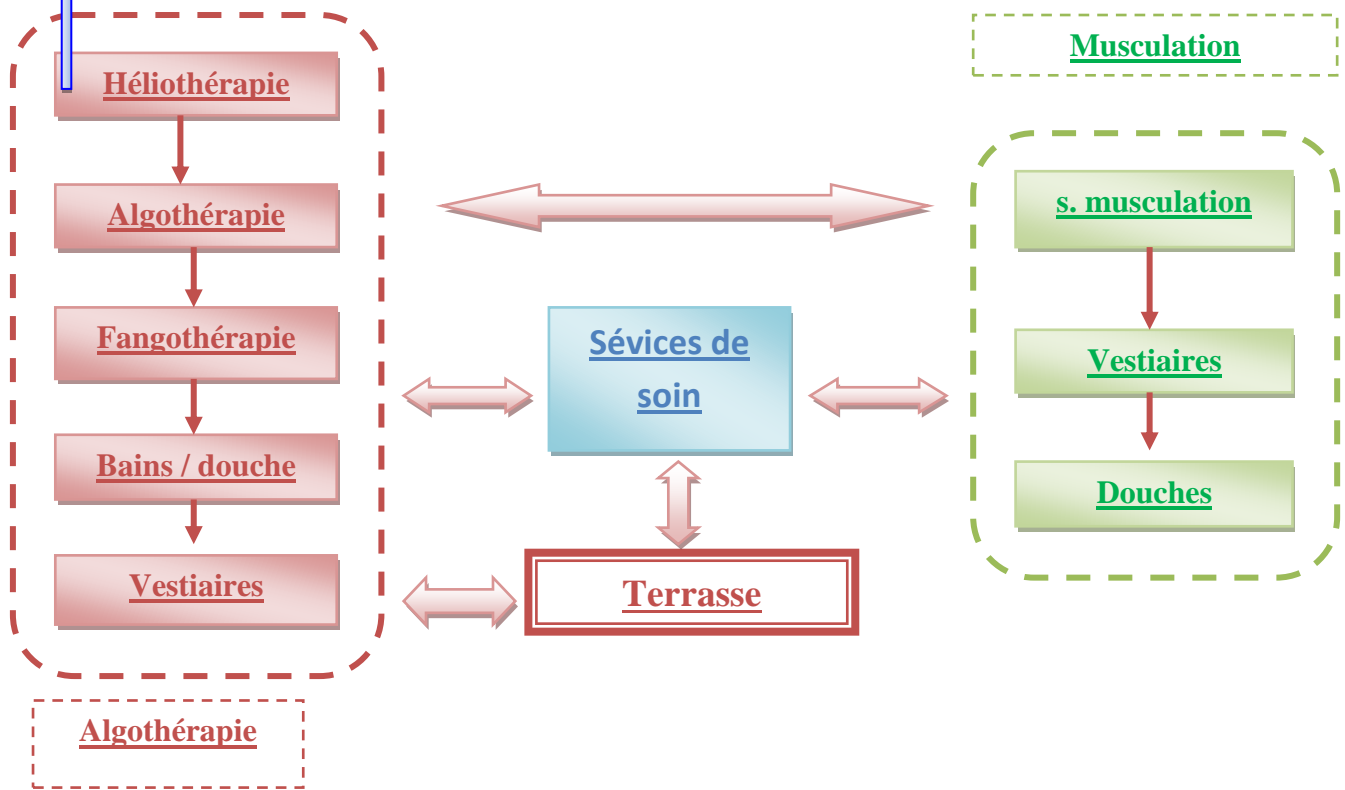 Héliothérapie
Algothérapie
Fangothérapie
Bains / douche
Vestiaires
Algothérapie
Sévices de
soin
Terrasse
Musculation
s. musculation
Vestiaires
Douches